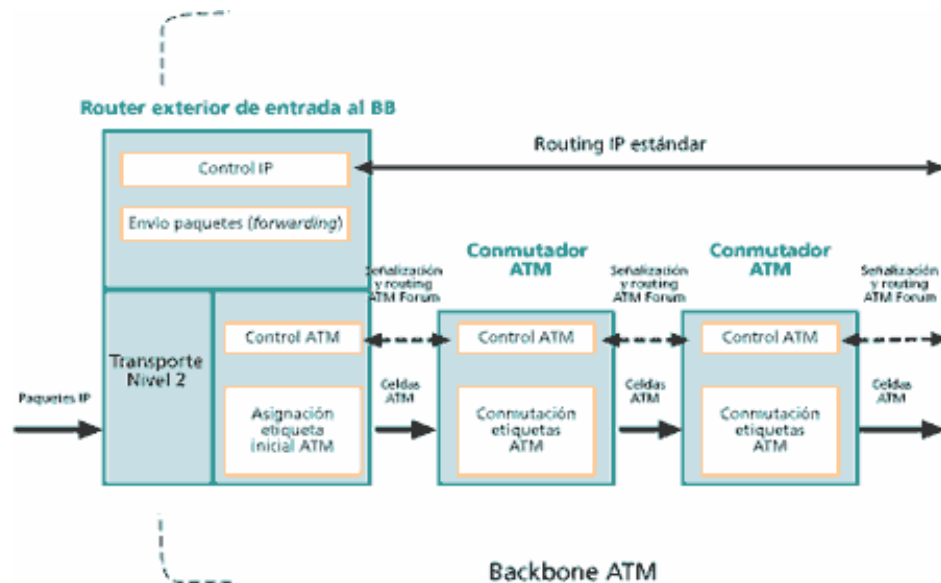 Router exterior de entrada al BB
Control IP
Envío paquetes (forwarding)
Routing IP estándar
Transporte
Nivel 2
Paquetes IP
Control ATM
Asignación
etiqueta
inicial ATM
Señalización
y routing
ATM Forum
Celdas
ATM
Conmutador
ATM
Control ATM
Conmutación
etiquetas
ATM
Señalización
y routing
ATM Forum
Celdas
ATM
Conmutador
ATM
Control ATM
Conmutación
etiquetas
ATM
Señalización
y routing
ATM Forum
Celdas
ATM
Backbone ATM